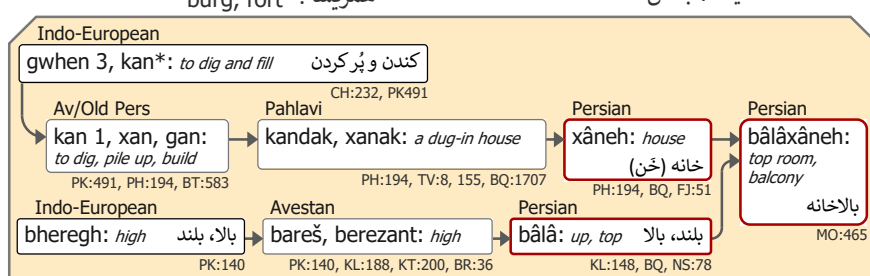 burg, fort
Indo-European
gwhen 3, kan*: to dig and fill کندن و پُر کردن
CH:232, PK491
Av/Old Pers
kan 1, xan, gan:
to dig, pile up, build
PK:491, PH:194, BT:583
Pahlavi
kandak, xanak: a dug-in house
PH:194, TV:8, 155, BQ:1707
Persian
xâneh: house
خانه (خَن)
PH:194, BQ, FJ:51
Persian
bâlâxâneh:
top room,
balcony
بالاخانه
MO:465
Indo-European
bheregh: high بالا، بلند
PK:140
Avestan
bareš, berezant: high
PK:140, KL:188, KT:200, BR:36
Persian
bâlâ: up, top بلند، بالا
KL:148, BQ, NS:78